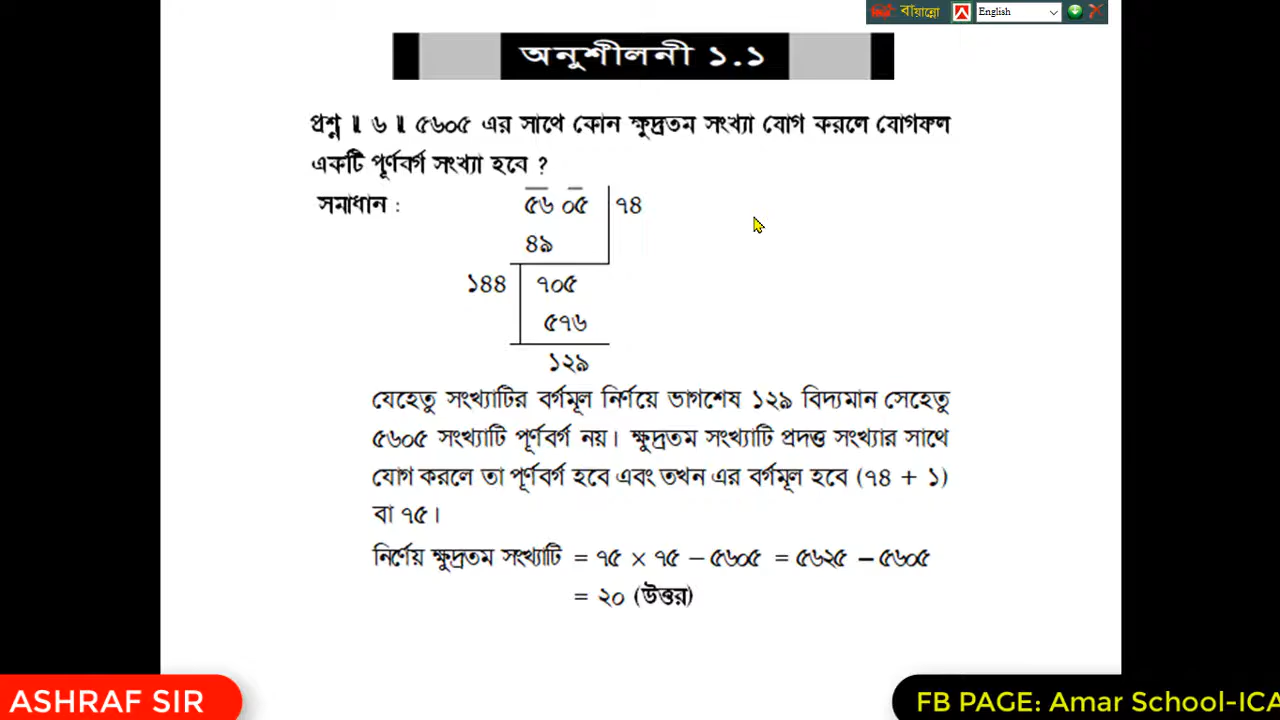 বায়ান্নো English
অনুশীলনী ১.১
প্রশ্ন ॥ ৬ ॥ ৫৬০৫ এর সাথে কোন ক্ষুদ্রতম সংখ্যা যোগ করলে যোগফল
একটি পূর্ণবর্গ সংখ্যা হবে ?
সমাধান : ৫৬ ০৫ ৭৪
৪৯
১৪৪ ৭০৫
৫৭৬
১২৯
যেহেতু সংখ্যাটির বর্গমূল নির্ণয়ে ভাগশেষ ১২৯ বিদ্যমান সেহেতু
৫৬০৫ সংখ্যাটি পূর্ণবর্গ নয়। ক্ষুদ্রতম সংখ্যাটি প্রদত্ত সংখ্যার সাথে
যোগ করলে তা পূর্ণবর্গ হবে এবং তখন এর বর্গমূল হবে (৭৪ + ১)
বা ৭৫।
নির্ণেয় ক্ষুদ্রতম সংখ্যাটি = ৭৫ × ৭৫ – ৫৬০৫ = ৫৬২৫ – ৫৬০৫
= ২০ (উত্তর)
ASHRAF SIR
FB PAGE: Amar School-ICA